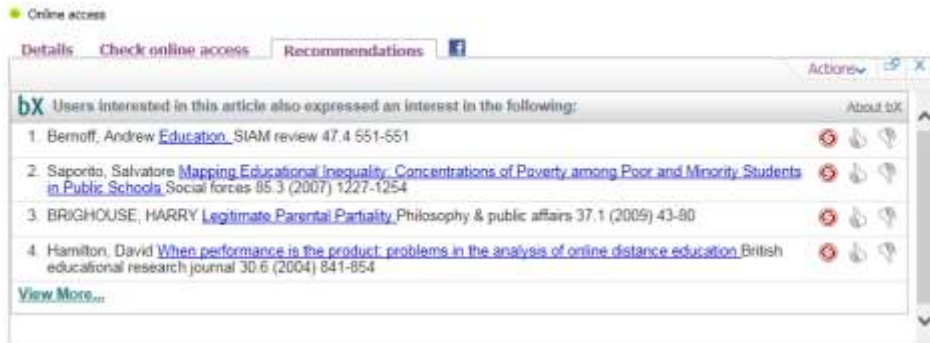 Online access
Details Check online access Recommendations f
Actions
bX Users interested in this article also expressed an interest in the following: About bX
1. Bernoff, Andrew Education. SIAM review 47.4 551-551
2. Saporito, Salvatore Mapping Educational Inequality: Concentrations of Poverty among Poor and Minority Students
in Public Schools Social forces 85.3 (2007) 1227-1254
3. BRIGHOUSE, HARRY Legitimate Parental Partiality Philosophy & public affairs 37.1 (2009) 43-80
4. Hamilton, David When performance is the product: problems in the analysis of online distance education British
educational research journal 30.6 (2004) 841-854
View More...